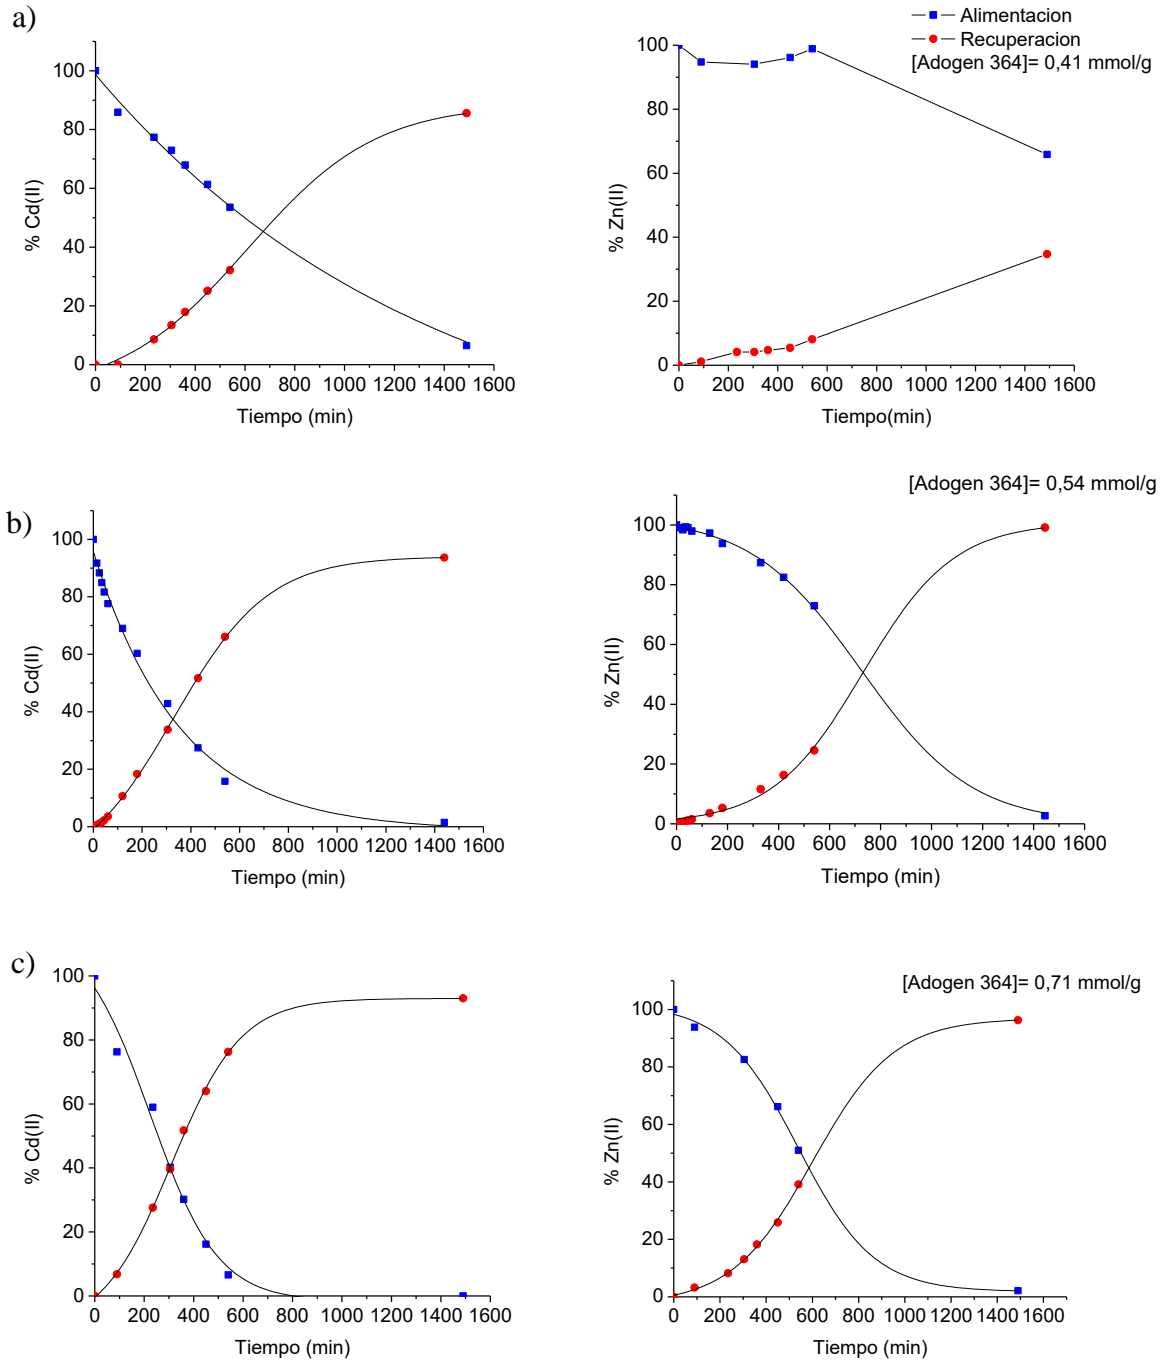 a)
Alimentacion
Recuperacion
[Adogen 364]= 0,41 mmol/g
% Cd(II)
100
80
60
40
20
0
0 200 400 600 800 1000 1200 1400 1600
Tiempo (min)
% Zn(II)
100
80
60
40
20
0
0 200 400 600 800 1000 1200 1400 1600
Tiempo(min)
b)
[Adogen 364]= 0,54 mmol/g
% Cd(II)
100
80
60
40
20
0
0 200 400 600 800 1000 1200 1400 1600
Tiempo (min)
% Zn(II)
100
80
60
40
20
0
0 200 400 600 800 1000 1200 1400 1600
Tiempo (min)
c)
[Adogen 364]= 0,71 mmol/g
% Cd(II)
100
80
60
40
20
0
0 200 400 600 800 1000 1200 1400 1600
Tiempo (min)
% Zn(II)
100
80
60
40
20
0
0 200 400 600 800 1000 1200 1400 1600
Tiempo (min)